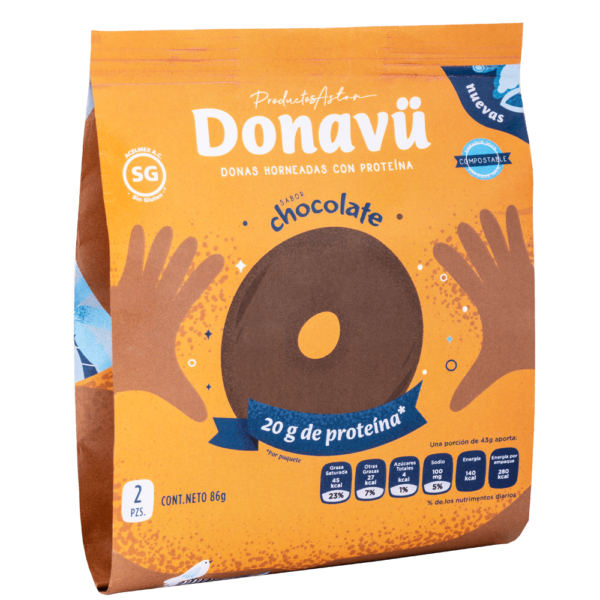 ProductosAstor
Donavü
DONAS HORNEADAS CON PROTEÍNA
nuevas
COMPOSTABLE
ACELMEX A.C.
SG
Sin Gluten
SABOR
chocolate
20 g de proteína*
*Por paquete
Una porción de 43g aporta:
Grasa Saturada 45 kcal 23%
Otras Grasas 27 kcal 7%
Azúcares Totales 4 kcal 1%
Sodio 100 mg 5%
Energía 140 kcal
Energía por empaque 280 kcal
% de los nutrimentos diarios
2 PZS.
CONT.NETO 86g